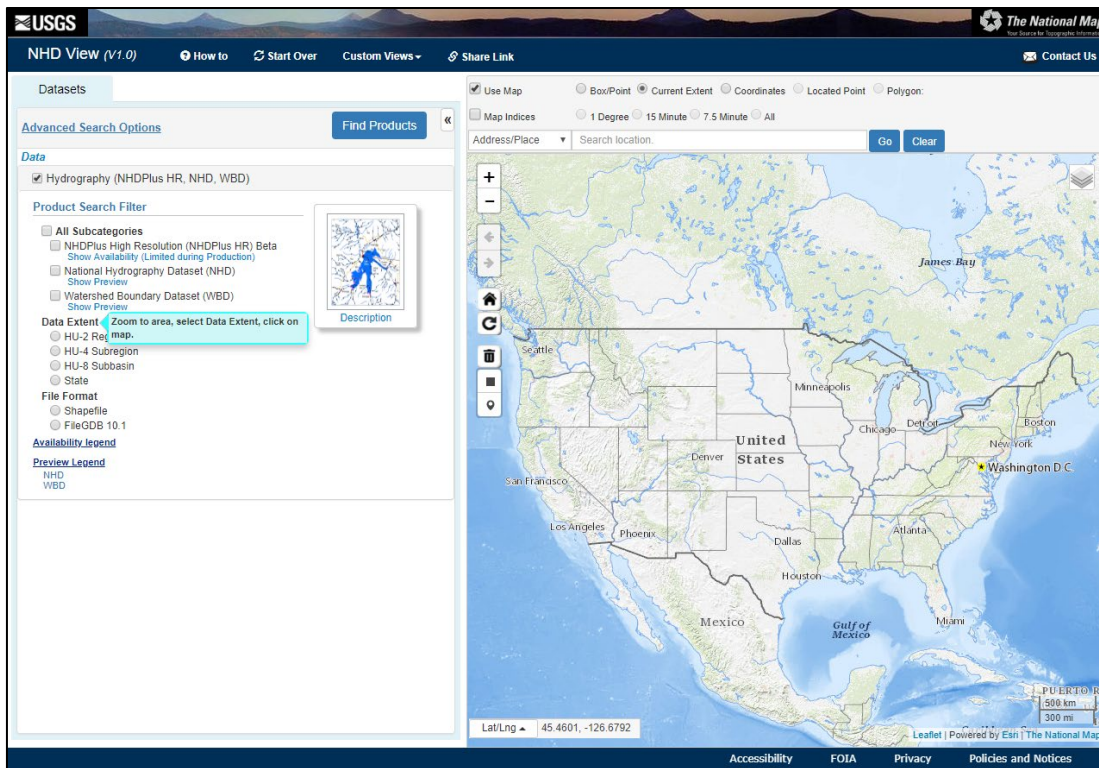 USGS
The National Map
Your Source for Topographic Information
NHD View (V1.0)
How to
Start Over
Custom Views
Share Link
Contact Us
Datasets
Advanced Search Options
Find Products
«
Data
Hydrography (NHDPlus HR, NHD, WBD)
Product Search Filter
All Subcategories
NHDPlus High Resolution (NHDPlus HR) Beta
Show Availability (Limited during Production)
National Hydrography Dataset (NHD)
Show Preview
Watershed Boundary Dataset (WBD)
Show Preview
Description
Data Extent
Zoom to area, select Data Extent, click on
map.
HU-2
HU-4 Subregion
HU-8 Subbasin
State
File Format
Shapefile
FileGDB 10.1
Availability legend
Preview Legend
NHD
WBD
Use Map
Box/Point
Current Extent
Coordinates
Located Point
Polygon:
Map Indices
1 Degree
15 Minute
7.5 Minute
All
Address/Place
Search location.
Go
Clear
+
−
James Bay
Seattle
Minneapolis
Chicago
Detroit
Boston
New York
United
States
Denver
Washington D C
San Francisco
Los Angeles
Phoenix
Atlanta
Dallas
Houston
Mexico
Gulf of
Mexico
Miami
PUERTO R
500 km
300 mi
Lat/Lng
45.4601, -126.6792
Leaflet | Powered by Esri | The National Map
Accessibility
FOIA
Privacy
Policies and Notices